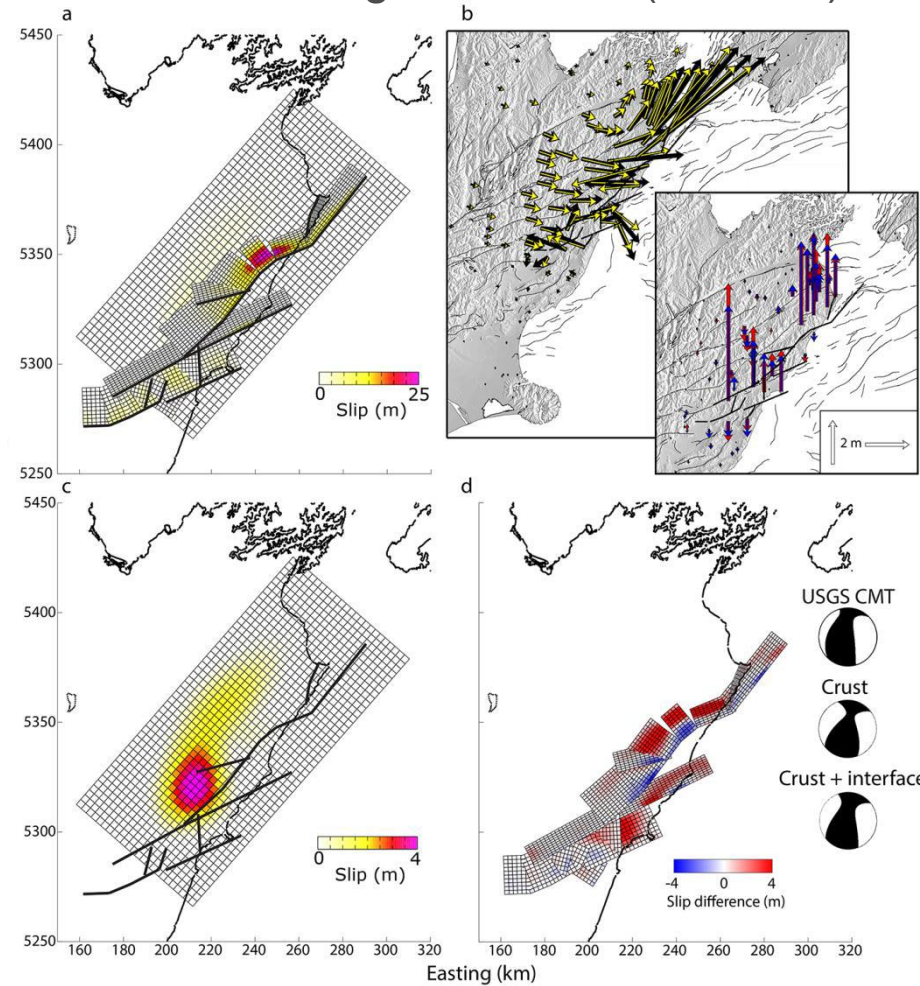 a
b
5450
5400
5350
5300
5250
0 25
Slip (m)
2 m
c
d
5450
5400
5350
5300
5250
0 4
Slip (m)
USGS CMT
Crust
Crust + interface
-4 0 4
Slip difference (m)
160 180 200 220 240 260 280 300 320
160 180 200 220 240 260 280 300 320
Easting (km)